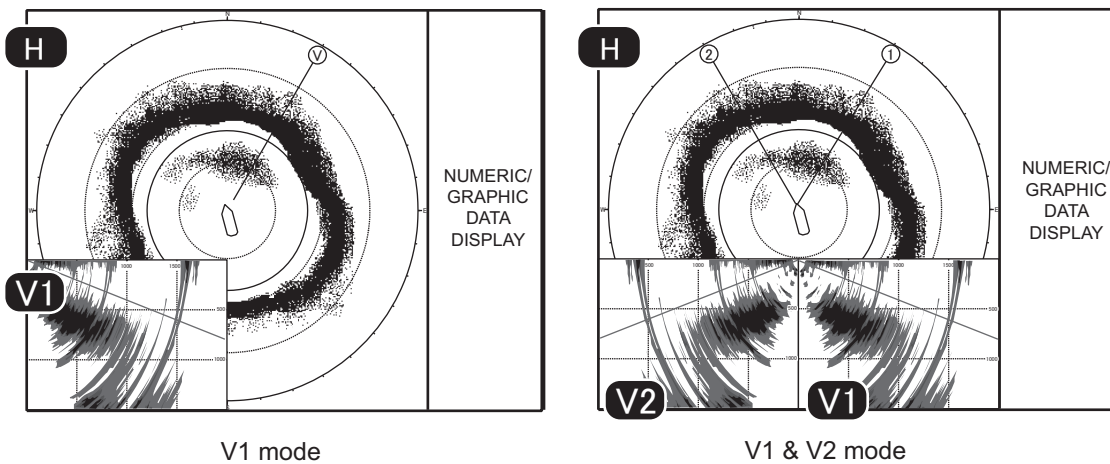 H
N
V
W
E
NUMERIC/
GRAPHIC
DATA
DISPLAY
V1
1000
1500
500
1000
V1 mode
H
N
2
1
W
E
NUMERIC/
GRAPHIC
DATA
DISPLAY
1500
1000
1000
1500
500
500
1000
1000
V2
V1
V1 & V2 mode